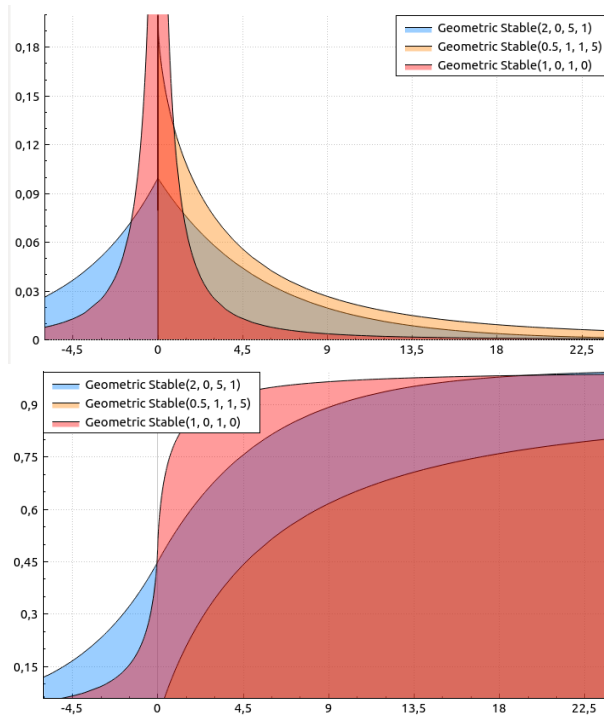 Geometric Stable(2, 0, 5, 1)
Geometric Stable(0.5, 1, 1, 5)
Geometric Stable(1, 0, 1, 0)
0,18
0,15
0,12
0,09
0,06
0,03
0
-4,5 0 4,5 9 13,5 18 22,5
Geometric Stable(2, 0, 5, 1)
Geometric Stable(0.5, 1, 1, 5)
Geometric Stable(1, 0, 1, 0)
0,9
0,75
0,6
0,45
0,3
0,15
-4,5 0 4,5 9 13,5 18 22,5